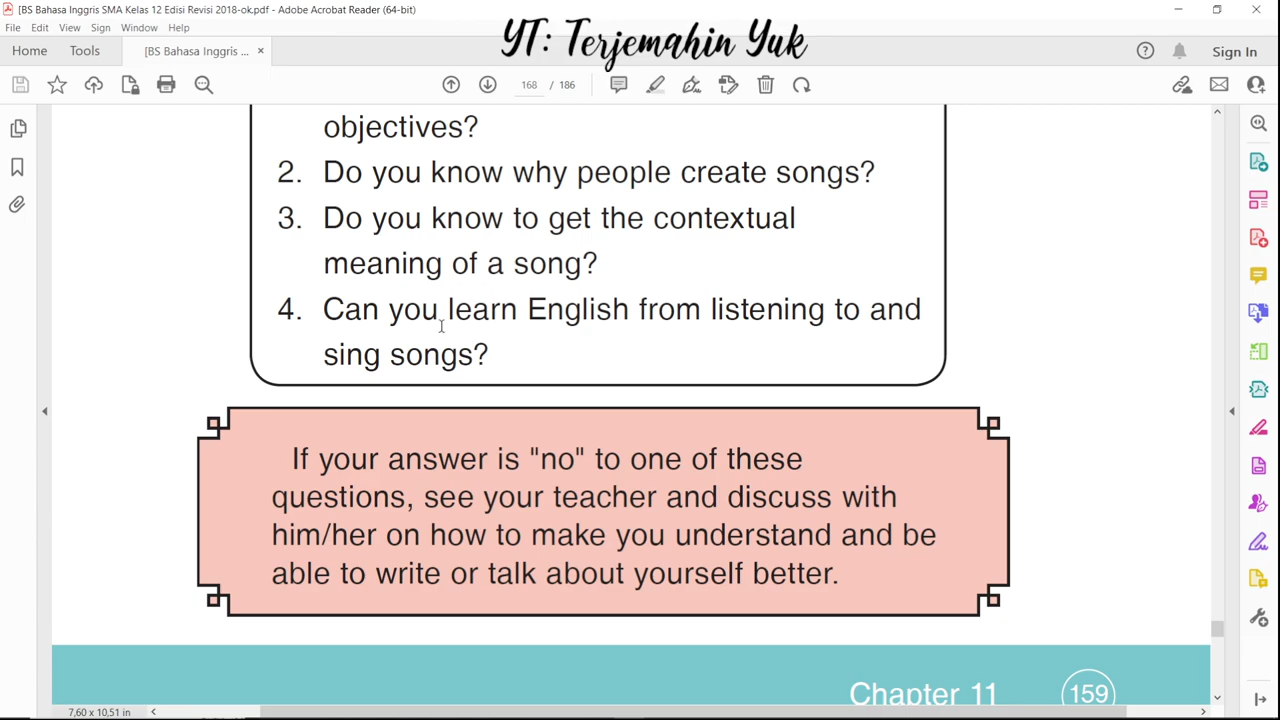 [BS Bahasa Inggris SMA Kelas 12 Edisi Revisi 2018-ok.pdf - Adobe Acrobat Reader (64-bit)
File Edit View Sign Window Help
YT: Terjemahin Yuk
Home Tools [BS Bahasa Inggris ... × Sign In
168 / 186
objectives?
2. Do you know why people create songs?
3. Do you know to get the contextual
meaning of a song?
4. Can you learn English from listening to and
sing songs?
If your answer is "no" to one of these
questions, see your teacher and discuss with
him/her on how to make you understand and be
able to write or talk about yourself better.
Chapter 11 159
7,60 x 10,51 in